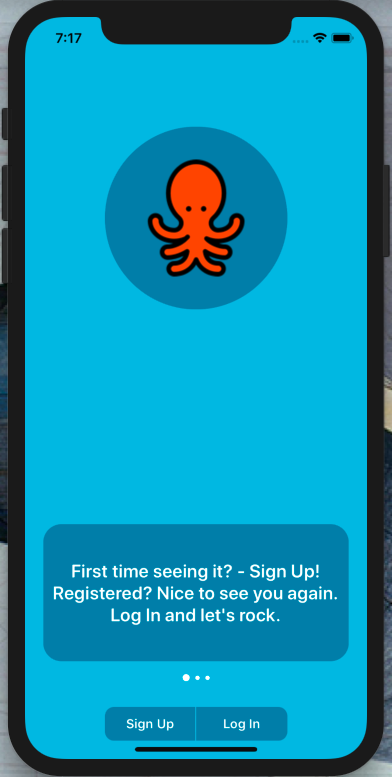 7:17
First time seeing it? - Sign Up!
Registered? Nice to see you again.
Log In and let's rock.
Sign Up
Log In